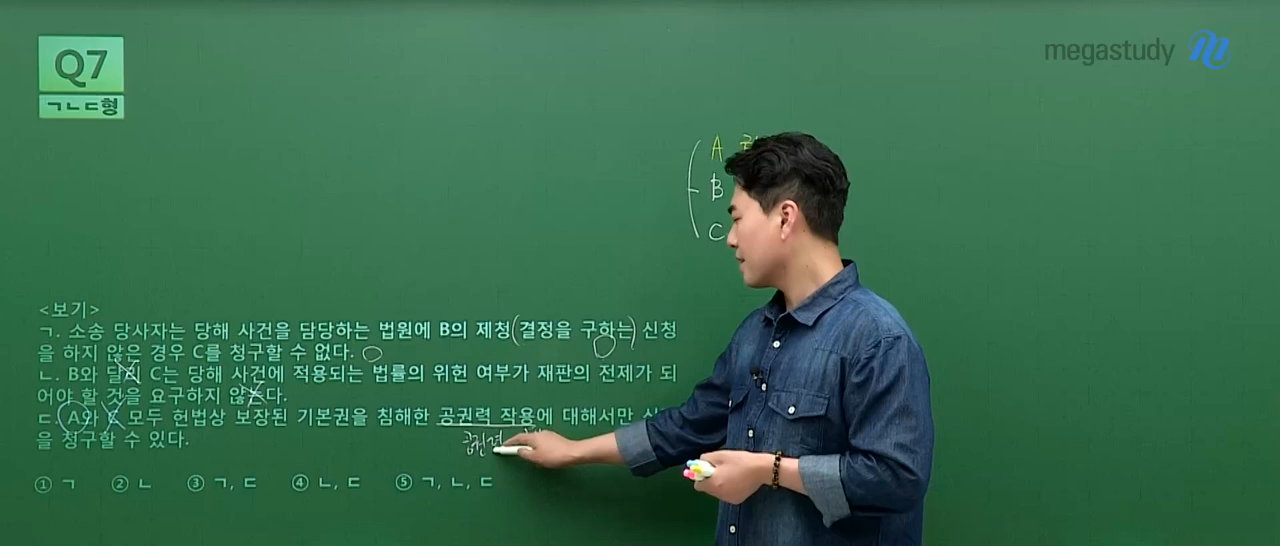 Q7
ㄱㄴㄷ형
megastudy
A
B
C
<보기>
ㄱ. 소송 당사자는 당해 사건을 담당하는 법원에 B의 제청(결정을 구하는) 신청
을 하지 않은 경우 C를 청구할 수 없다.
ㄴ. B와 달리 C는 당해 사건에 적용되는 법률의 위헌 여부가 재판의 전제가 되
어야 할 것을 요구하지 않는다.
ㄷ. A와 C 모두 헌법상 보장된 기본권을 침해한 공권력 작용에 대해서만
을 청구할 수 있다.
공권력
① ㄱ ② ㄴ ③ ㄱ, ㄷ ④ ㄴ, ㄷ ⑤ ㄱ, ㄴ, ㄷ